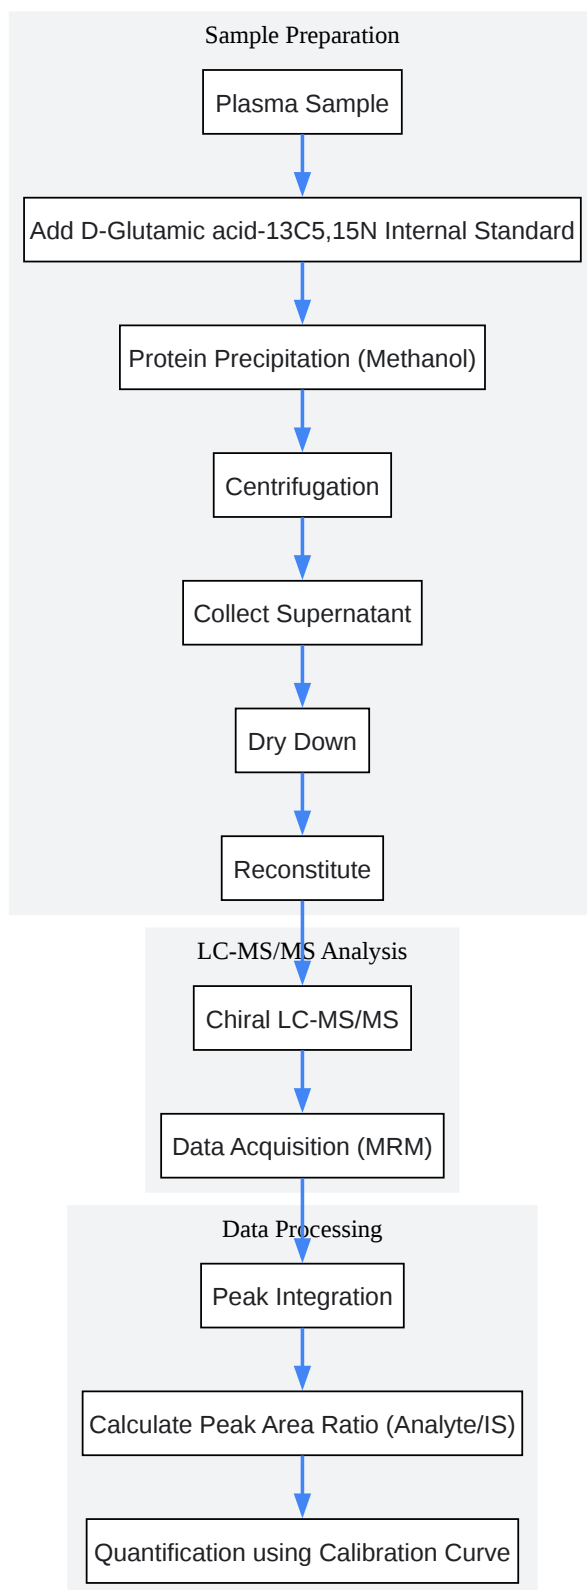 Sample Preparation
Plasma Sample
Add D-Glutamic acid-13C5,15N Internal Standard
Protein Precipitation (Methanol)
Centrifugation
Collect Supernatant
Dry Down
Reconstitute
LC-MS/MS Analysis
Chiral LC-MS/MS
Data Acquisition (MRM)
Data Processing
Peak Integration
Calculate Peak Area Ratio (Analyte/IS)
Quantification using Calibration Curve